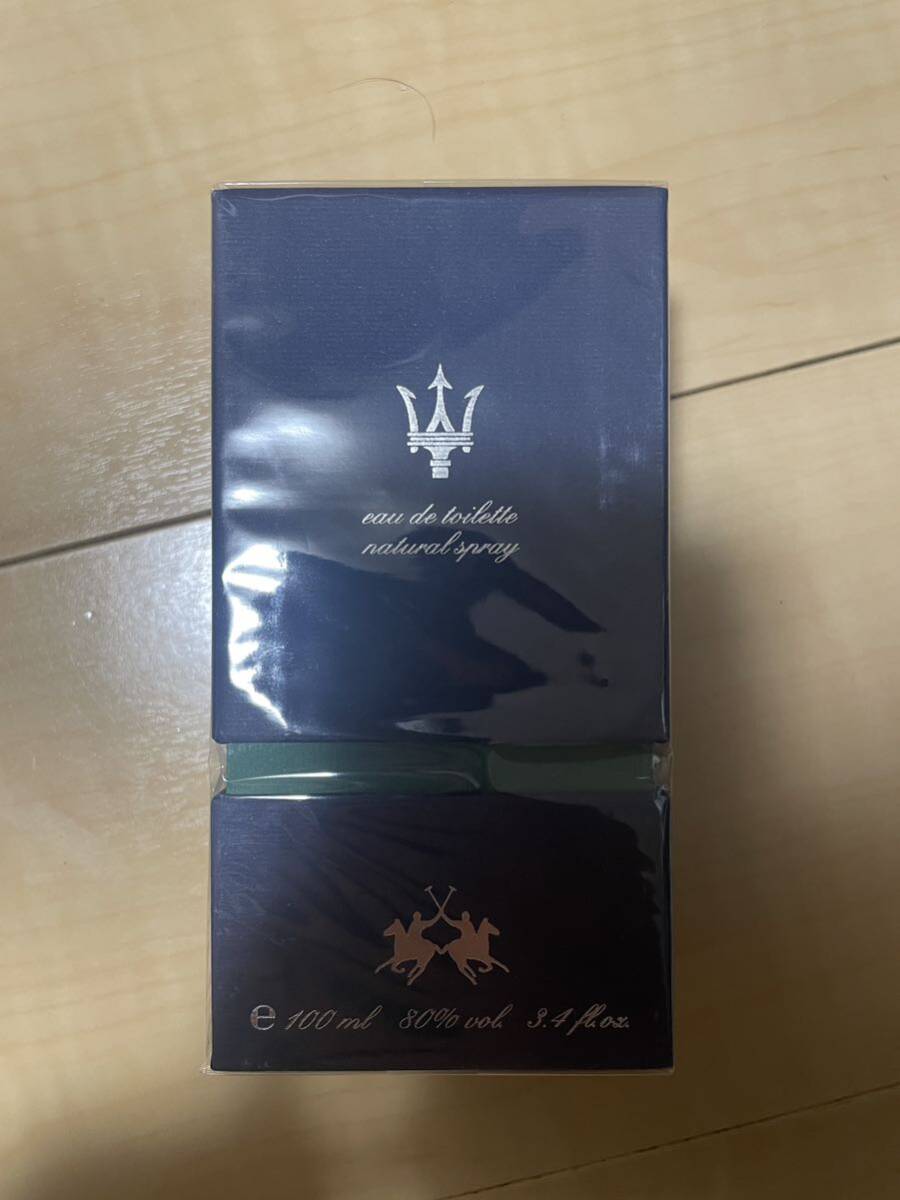 eau de toilette
natural spray
℮ 100 ml 80% vol. 3.4 fl.oz.